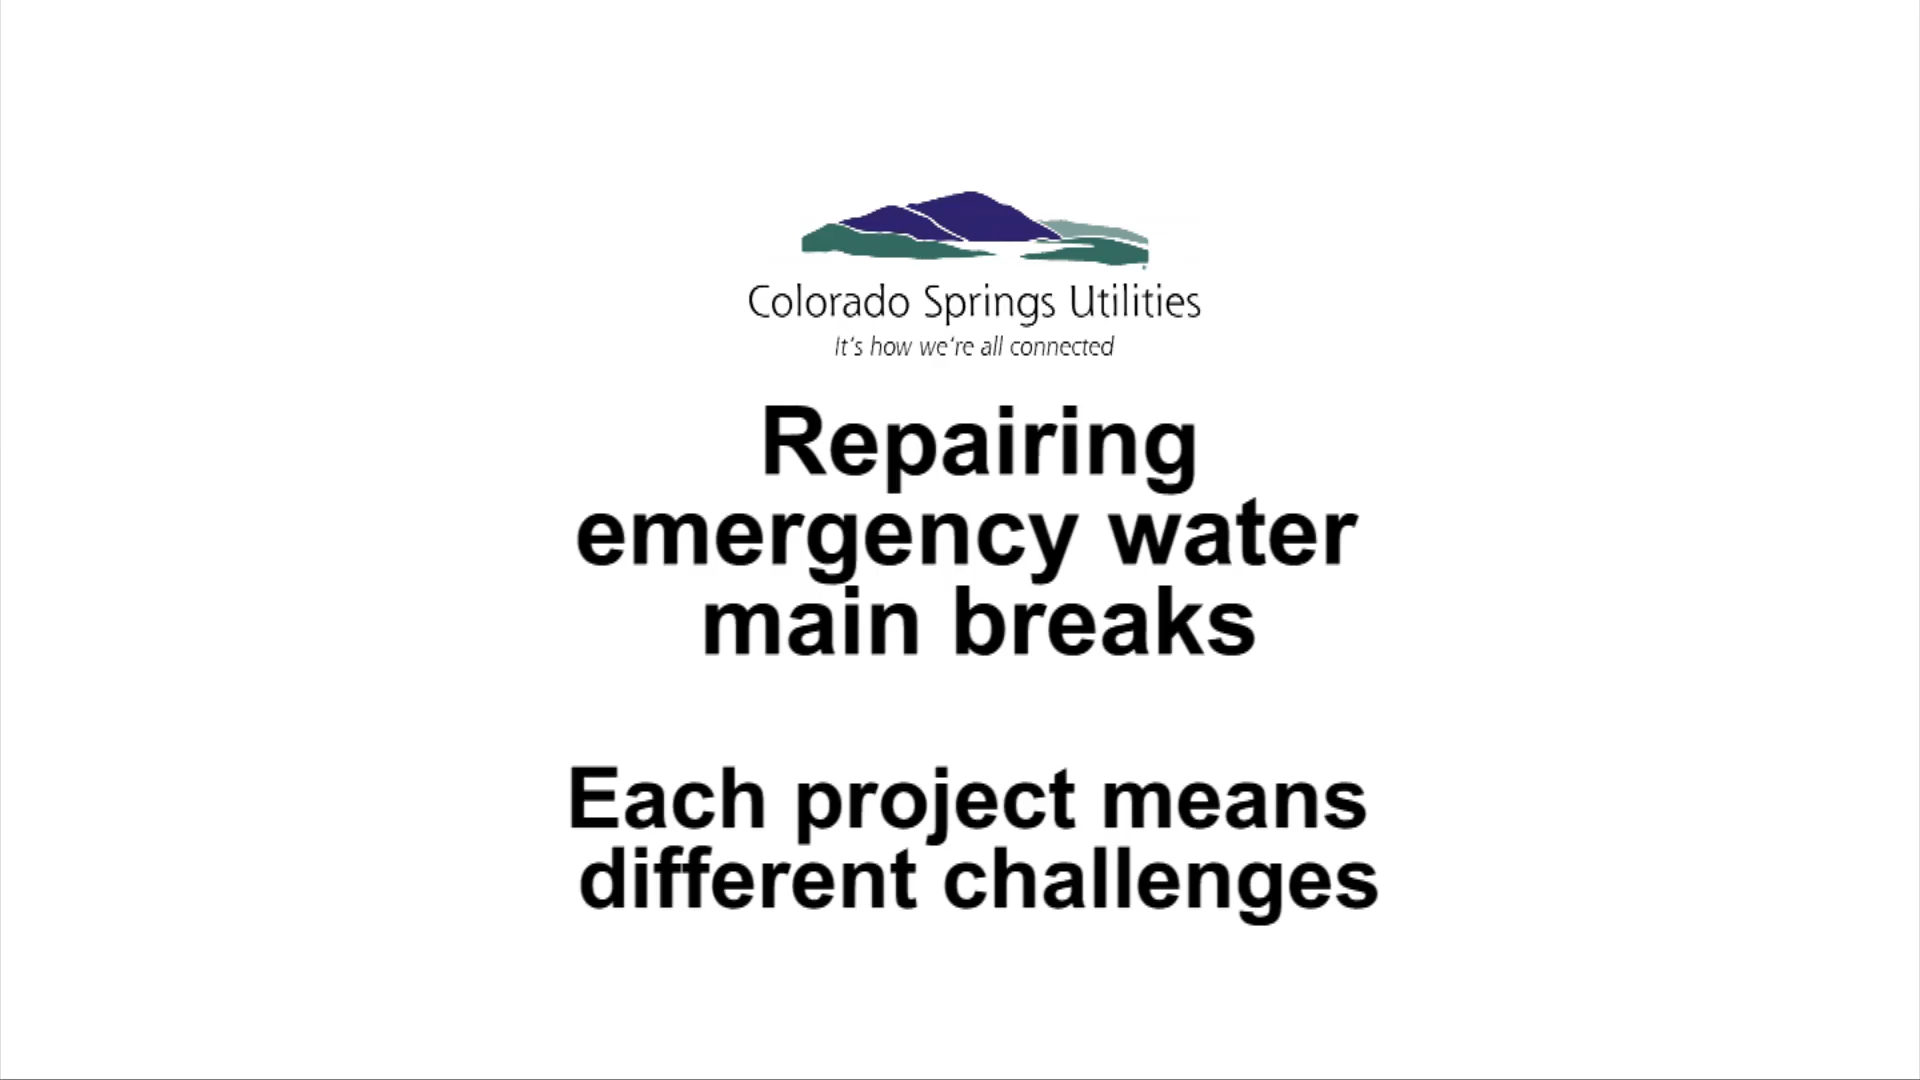 Colorado Springs Utilities
It's how we're all connected
Repairing
emergency water
main breaks
Each project means
different challenges